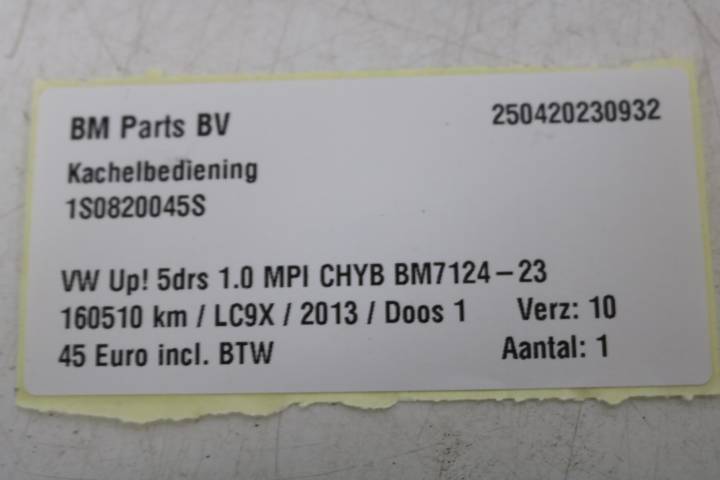 BM Parts BV 250420230932
Kachelbediening
1S0820045S
VW Up! 5drs 1.0 MPI CHYB BM7124-23
160510 km / LC9X / 2013 / Doos 1 Verz: 10
45 Euro incl. BTW Aantal: 1